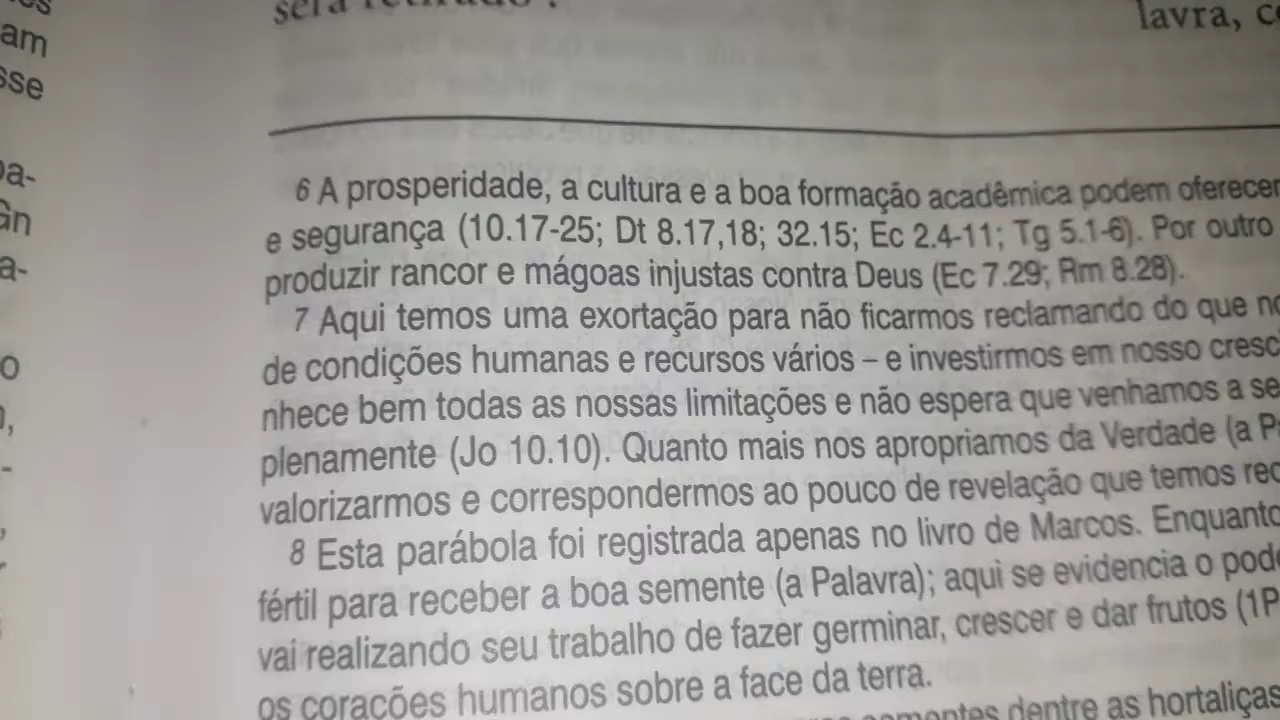 am
sse
será retirado".
lavra, c
6 A prosperidade, a cultura e a boa formação acadêmica podem oferecer
e segurança (10.17-25; Dt 8.17,18; 32.15; Ec 2.4-11; Tg 5.1-6). Por outro
produzir rancor e mágoas injustas contra Deus (Ec 7.29; Rm 8.28).
7 Aqui temos uma exortação para não ficarmos reclamando do que
de condições humanas e recursos vários – e investirmos em nosso cresc
nhece bem todas as nossas limitações e não espera que venhamos a se
plenamente (Jo 10.10). Quanto mais nos apropriamos da Verdade (a
valorizarmos e correspondermos ao pouco de revelação que temos rec
8 Esta parábola foi registrada apenas no livro de Marcos. Enquanto
fértil para receber a boa semente (a Palavra); aqui se evidencia o pod
vai realizando seu trabalho de fazer germinar, crescer e dar frutos (1P
os corações humanos sobre a face da terra.
sementes dentre as hortaliças